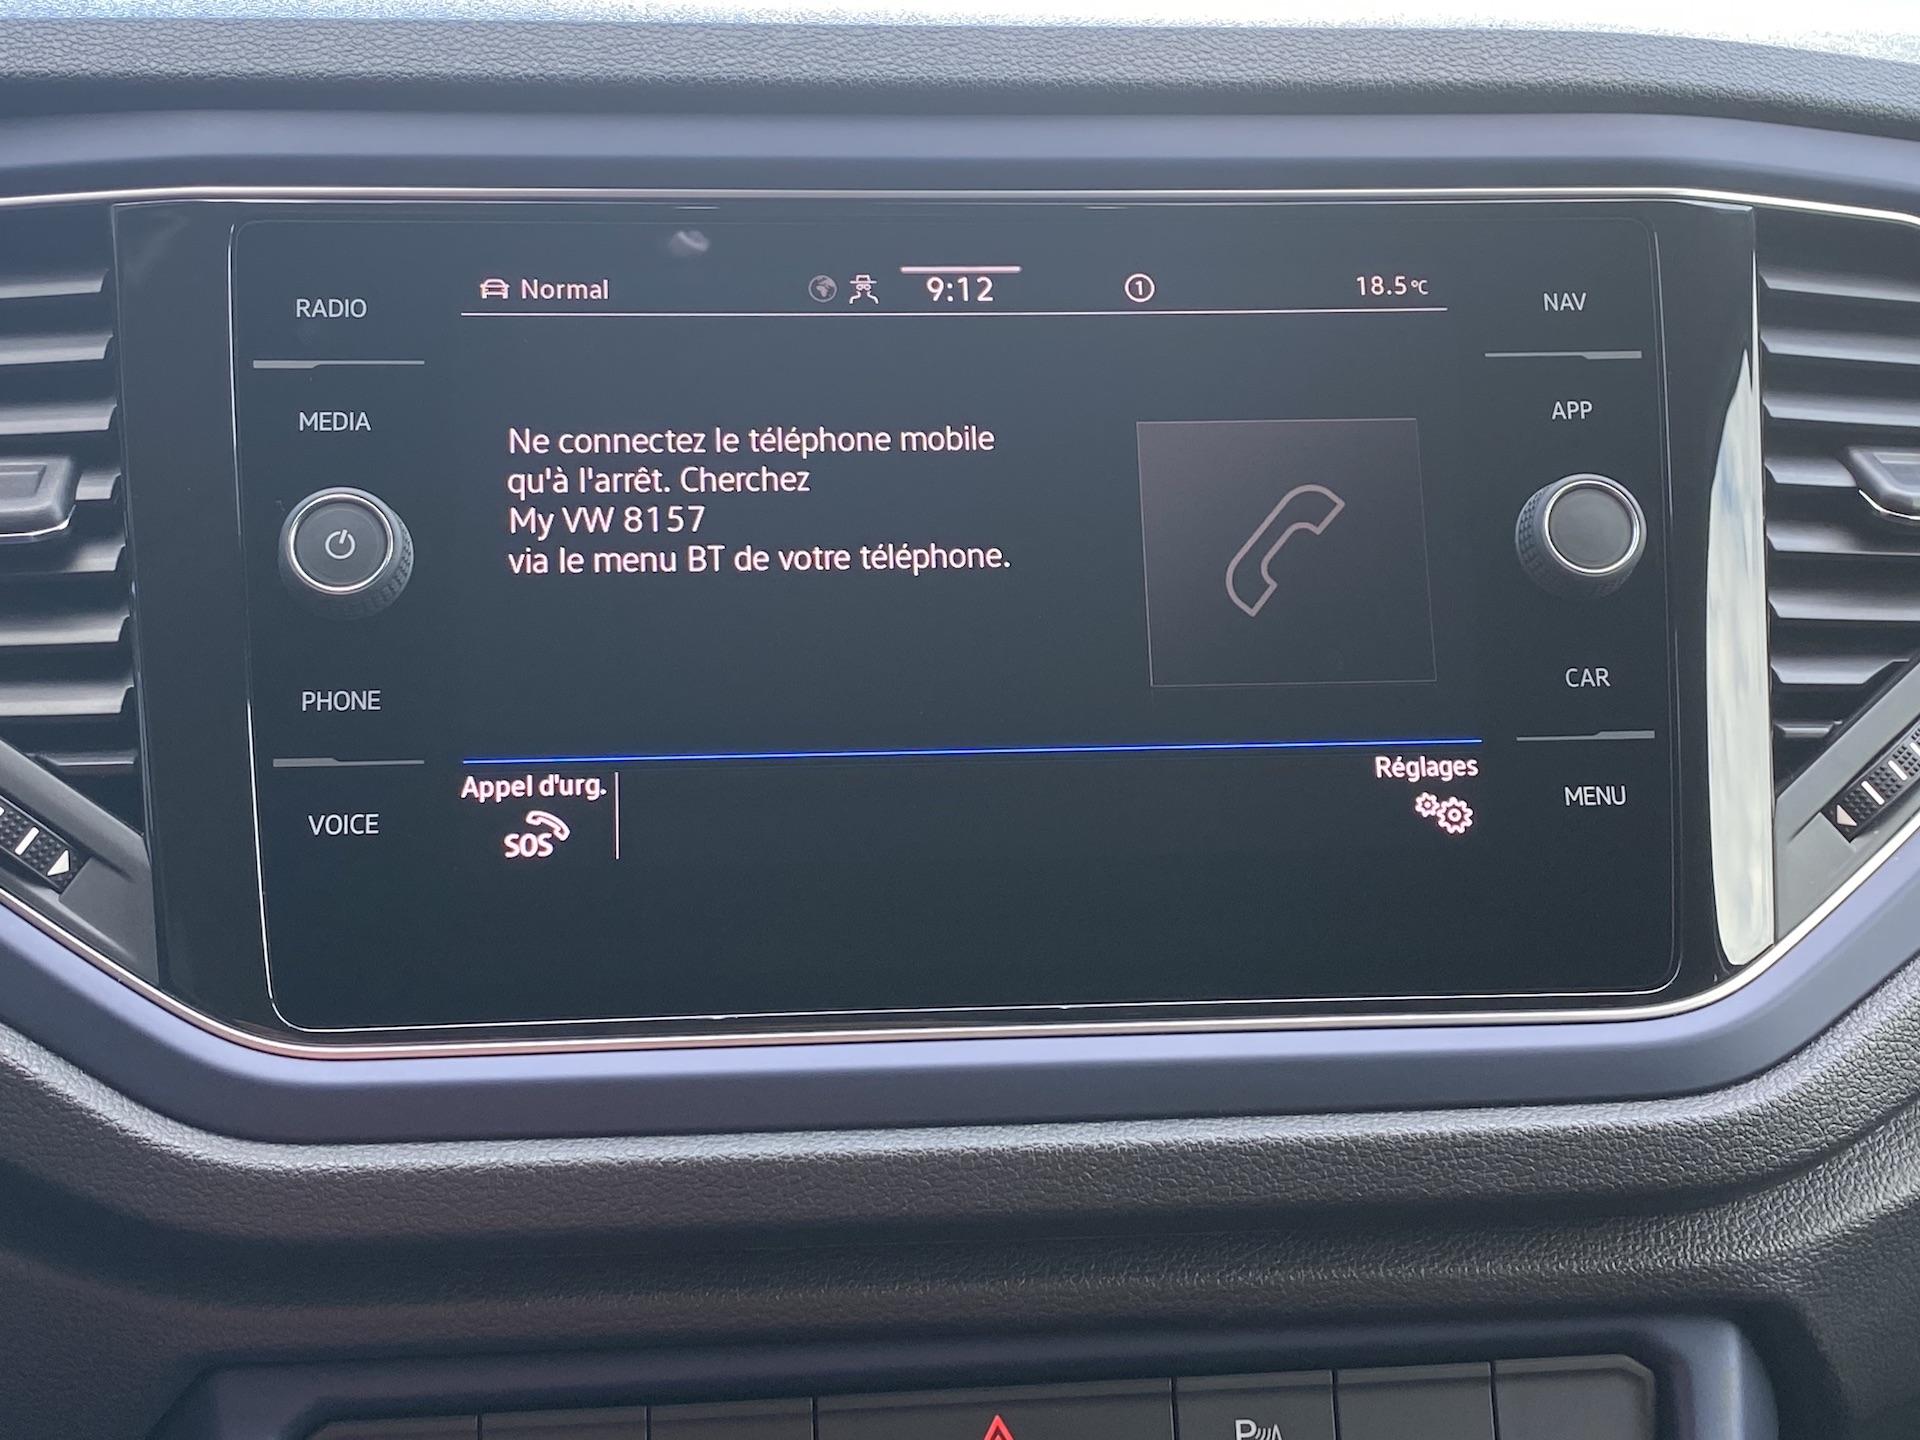 RADIO
MEDIA
PHONE
VOICE
Normal
9:12
1
18.5°C
Ne connectez le téléphone mobile
qu'à l'arrêt. Cherchez
My VW 8157
via le menu BT de votre téléphone.
Appel d'urg.
SOS
Réglages
NAV
APP
CAR
MENU
P